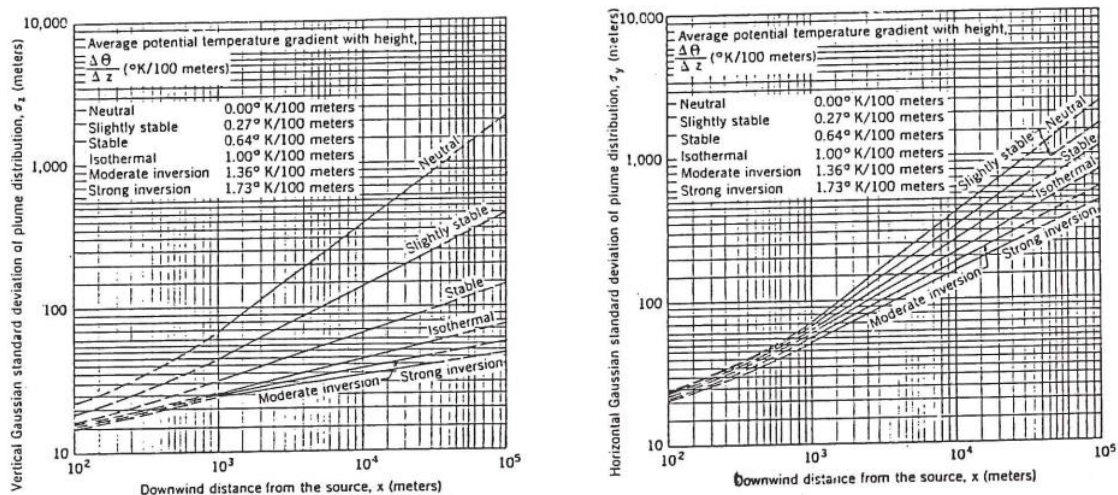 Vertical Gaussian standard deviation of plume distribution, σz (meters)
10,000
1,000
100
10
Average potential temperature gradient with height,
Δθ
Δz (°K/100 meters)
Neutral 0.00° K/100 meters
Slightly stable 0.27° K/100 meters
Stable 0.64° K/100 meters
Isothermal 1.00° K/100 meters
Moderate inversion 1.36° K/100 meters
Strong inversion 1.73° K/100 meters
Neutral
Slightly stable
Stable
Isothermal
Moderate inversion
Strong inversion
10²
10³
10⁴
10⁵
Downwind distance from the source, x (meters)
Horizontal Gaussian standard deviation of plume distribution, σy (meters)
10,000
1,000
100
10
Average potential temperature gradient with height,
Δθ
Δz (°K/100 meters)
Neutral 0.00° K/100 meters
Slightly stable 0.27° K/100 meters
Stable 0.64° K/100 meters
Isothermal 1.00° K/100 meters
Moderate inversion 1.36° K/100 meters
Strong inversion 1.73° K/100 meters
Slightly stable
Neutral
Stable
Isothermal
Strong inversion
Moderate inversion
10²
10³
10⁴
10⁵
Downwind distance from the source, x (meters)